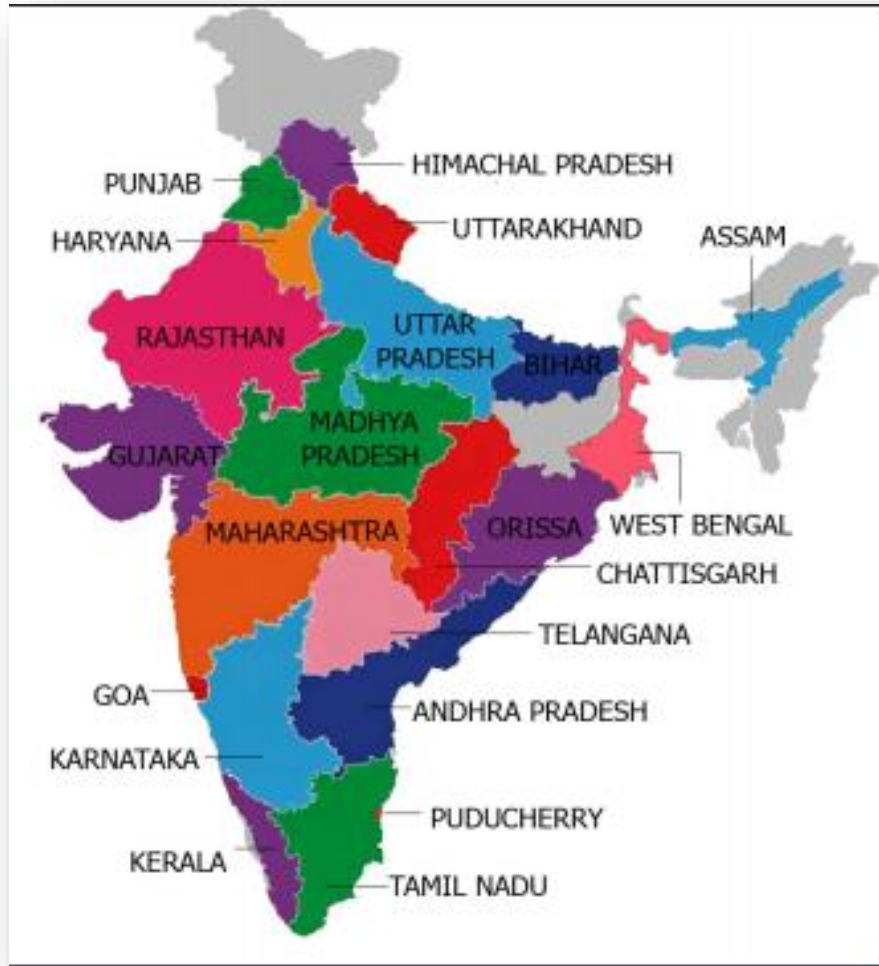 HIMACHAL PRADESH
PUNJAB
UTTARAKHAND
HARYANA
ASSAM
RAJASTHAN
UTTAR
PRADESH
BIHAR
MADHYA
PRADESH
GUJARAT
MAHARASHTRA
ORISSA
WEST BENGAL
CHATTISGARH
TELANGANA
GOA
ANDHRA PRADESH
KARNATAKA
PUDUCHERRY
KERALA
TAMIL NADU